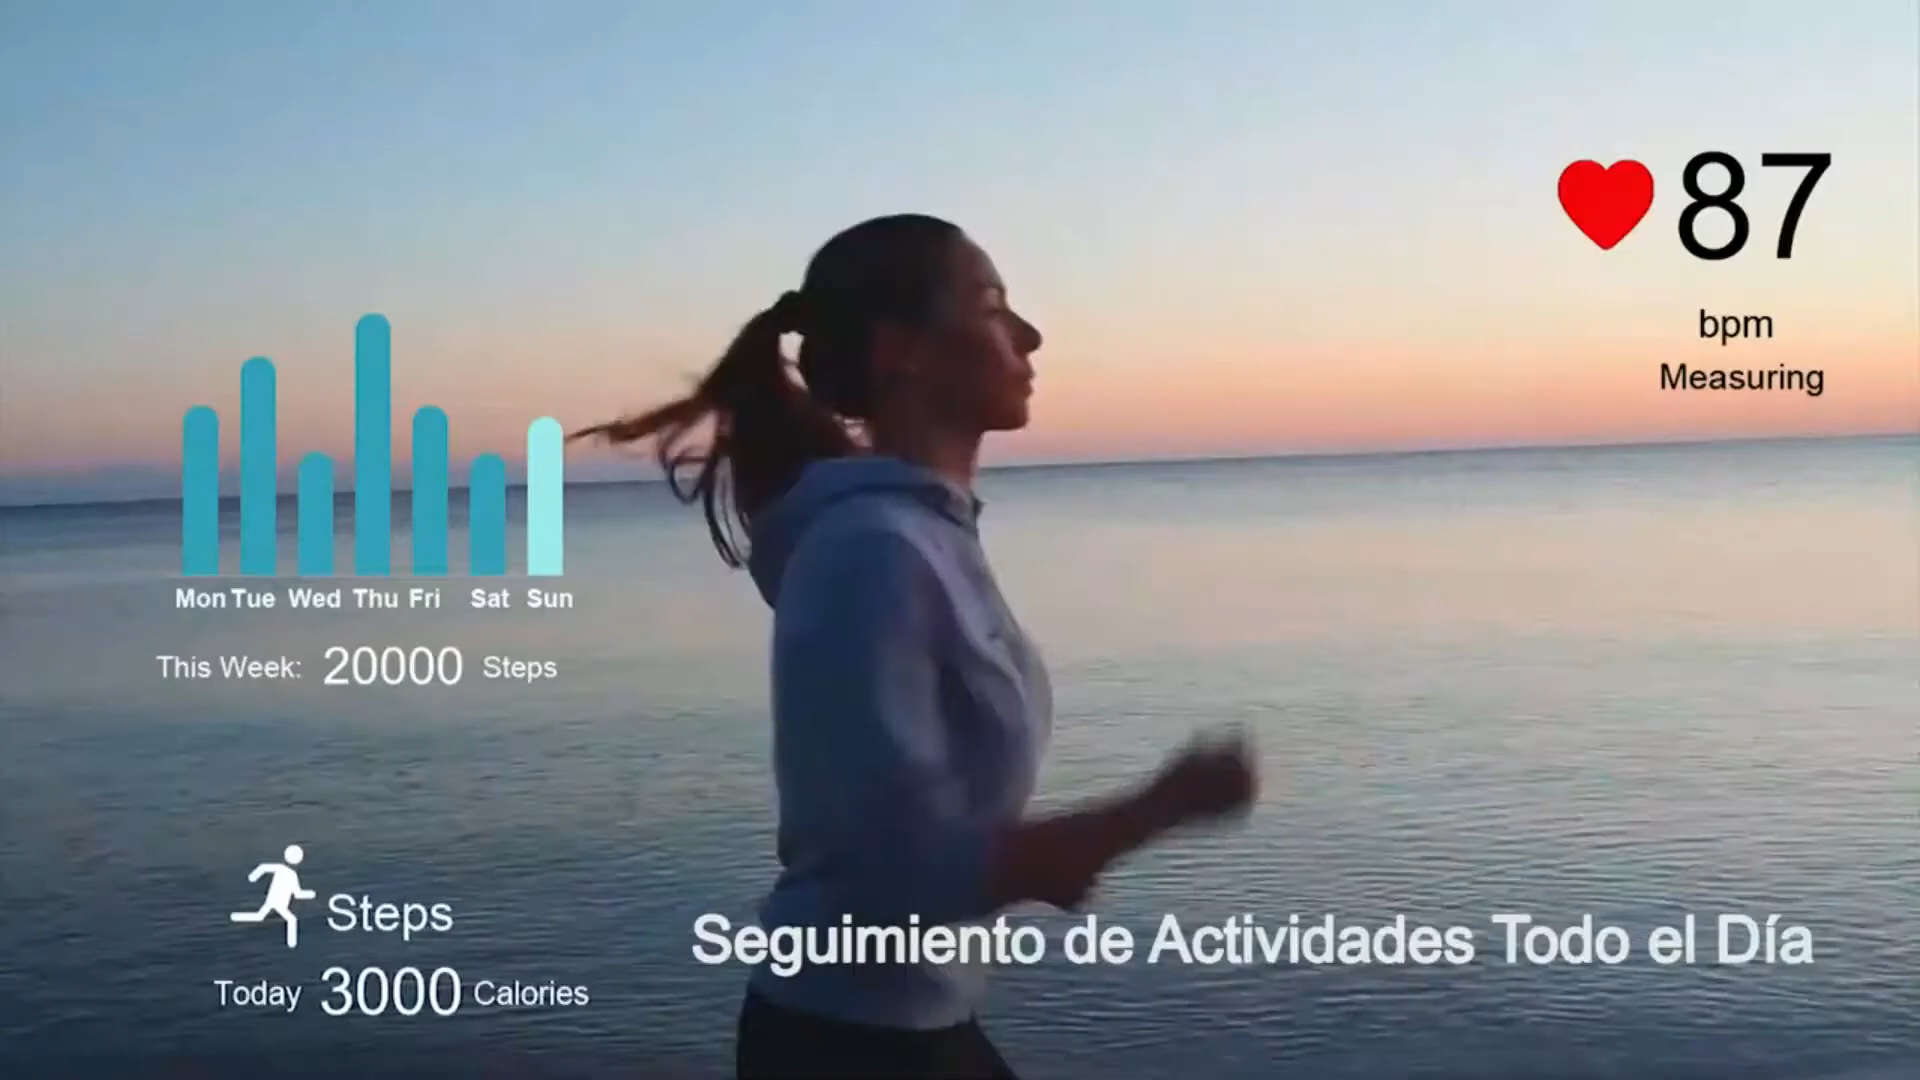 87
bpm
Measuring
Mon Tue Wed Thu Fri Sat Sun
This Week: 20000 Steps
Steps
Today 3000 Calories
Seguimiento de Actividades Todo el Día